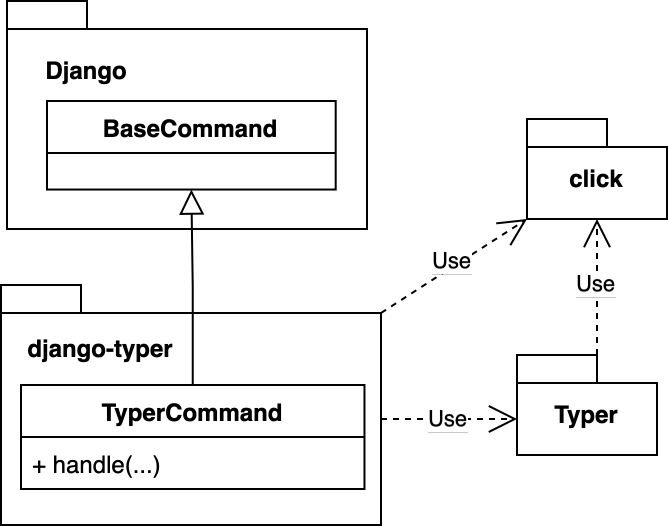 Django
BaseCommand
click
Use
Use
django-typer
TyperCommand
Use
Typer
+ handle(...)